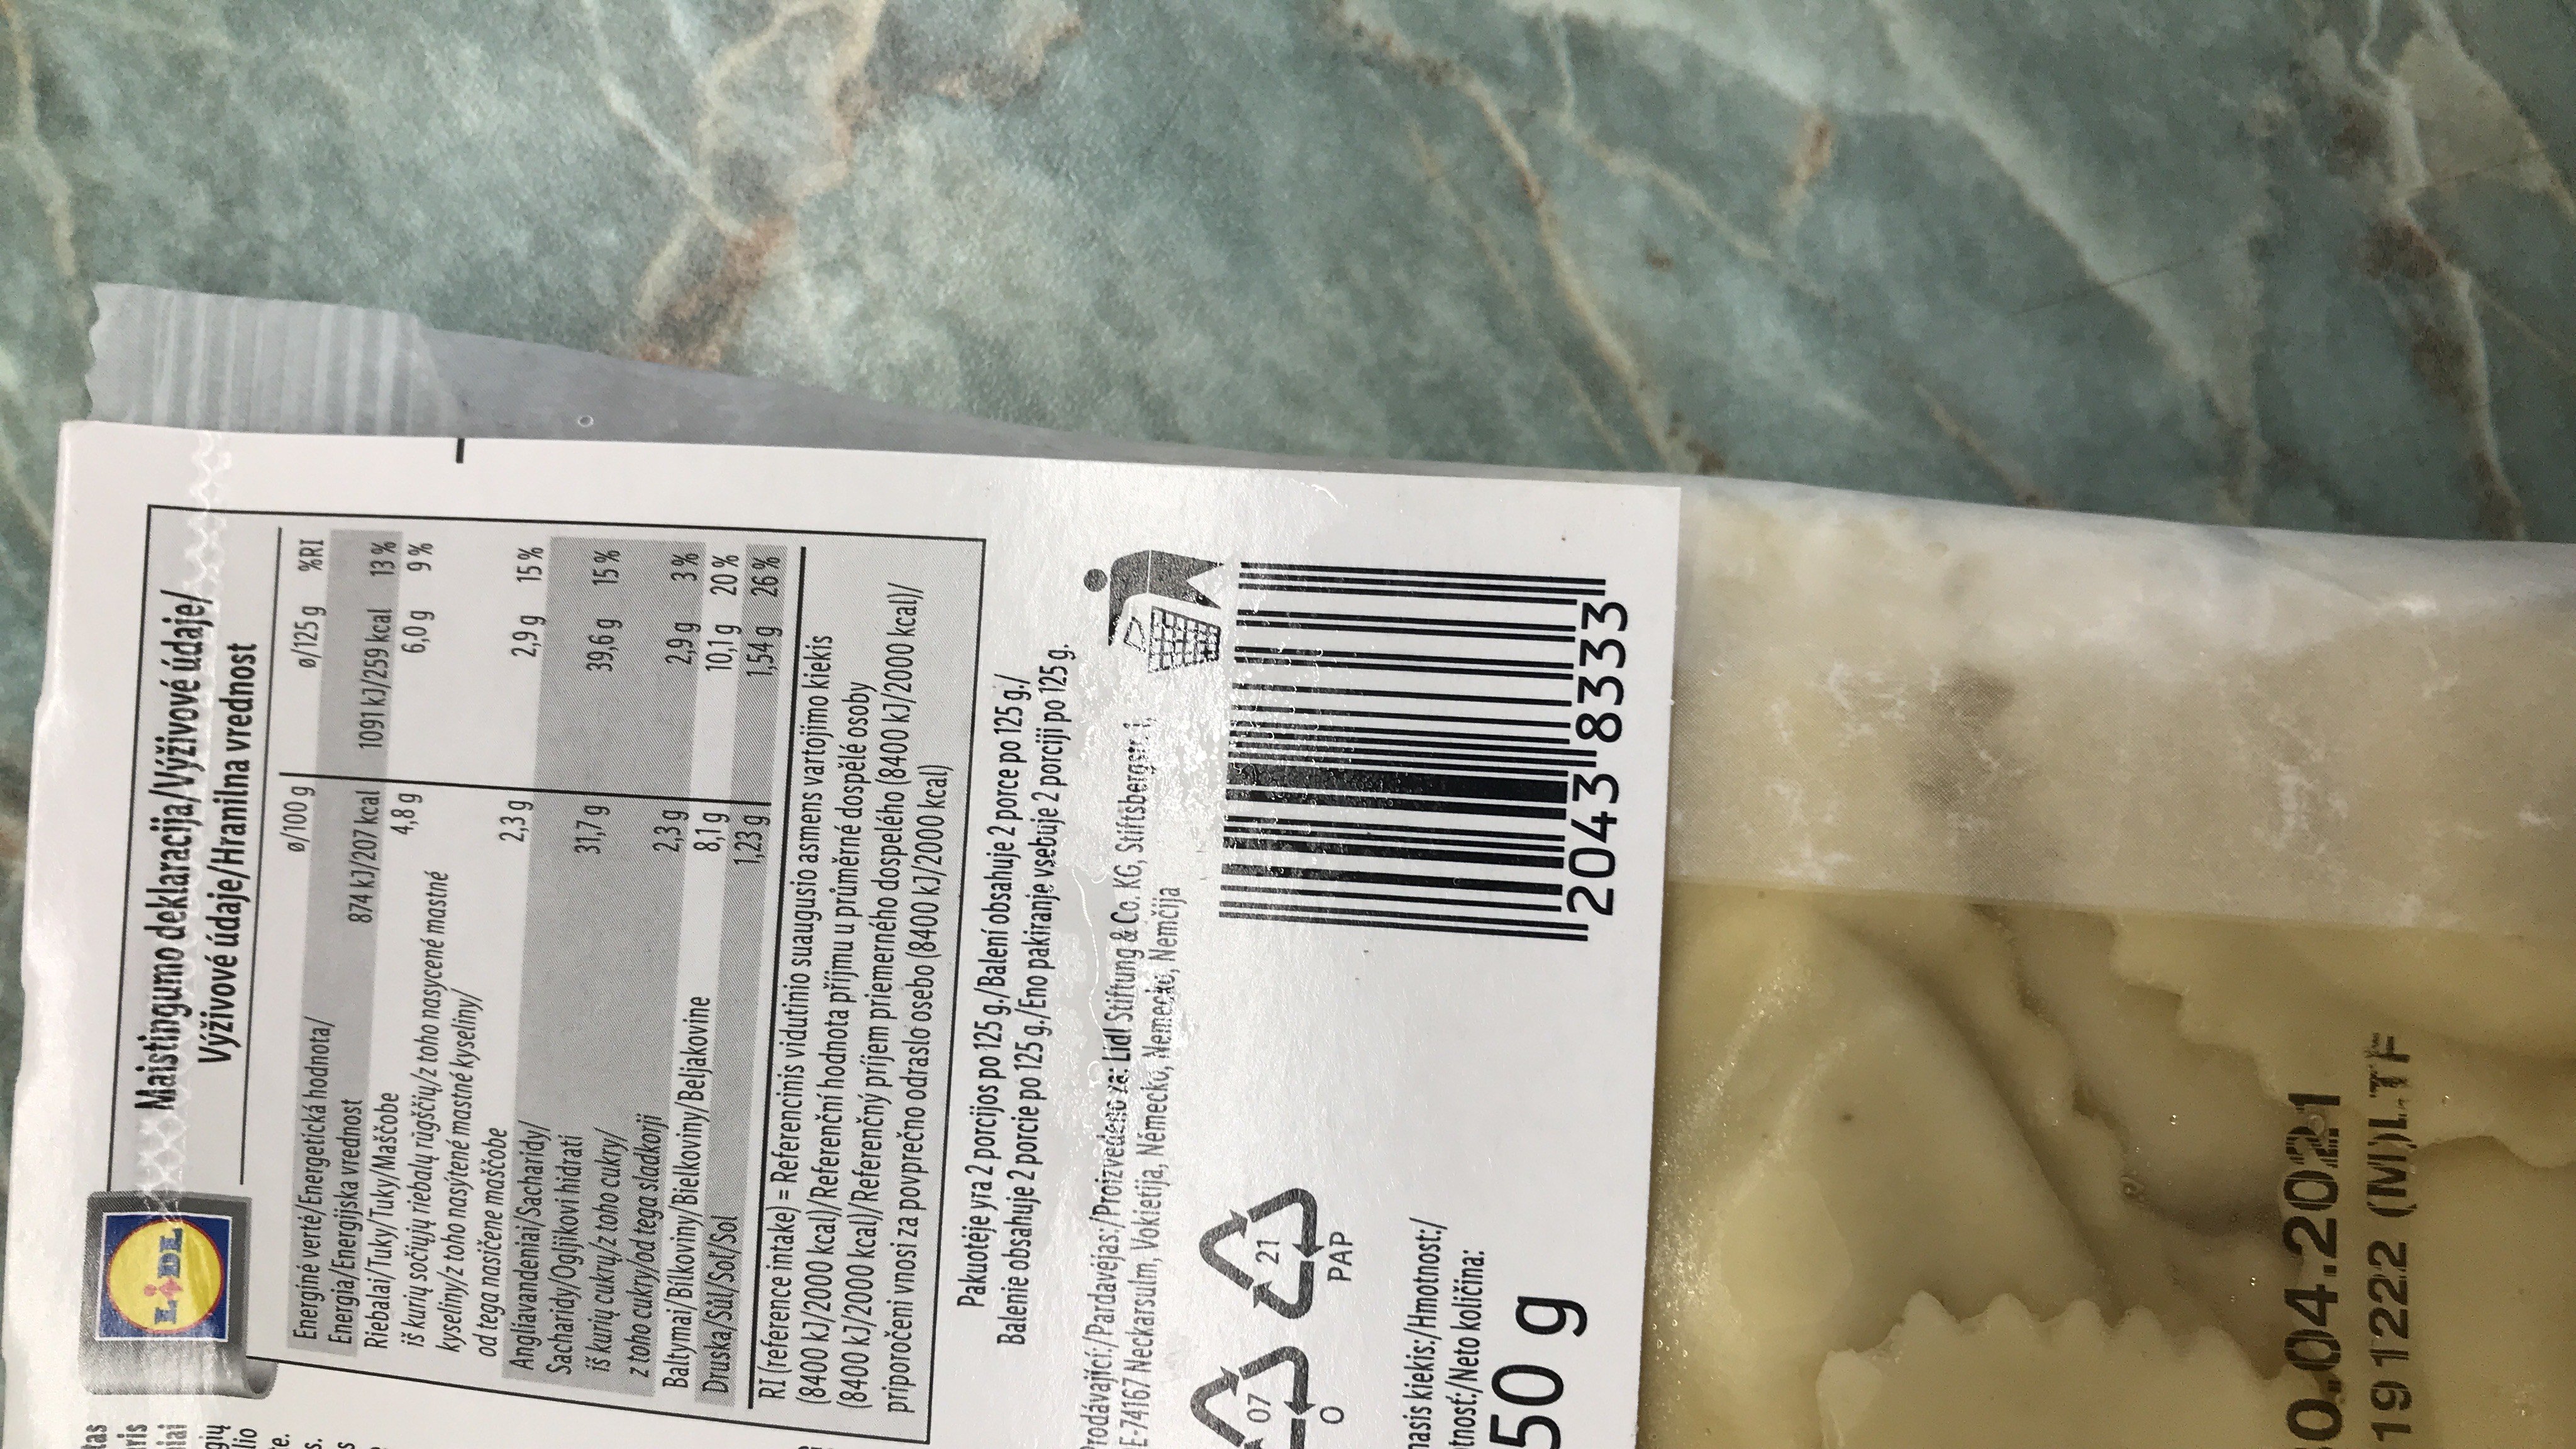 LIDL
Maistingumo deklaracija/Výživové údaje/
Výživové údaje/Hranilna vrednost
ø/100 g ø/125 g %RI
Energinė vertė/Energetická hodnota/
Energia/Energijska vrednost 874 kJ/207 kcal 1091 kJ/259 kcal 13 %
Riebalai/Tuky/Tuky/Maščobe 4,8 g 6,0 g 9 %
iš kurių sočiųjų riebalų rūgščių/z toho nasycené mastné
kyseliny/z toho nasýtené mastné kyseliny/
od tega nasičene maščobe 2,3 g 2,9 g 15 %
Angliavandeniai/Sacharidy/
Sacharidy/Ogljikovi hidrati 31,7 g 39,6 g 15 %
iš kurių cukrų/z toho cukry/
z toho cukry/od tega sladkorji 2,3 g 2,9 g 3 %
Baltymai/Bílkoviny/Bielkoviny/Beljakovine 8,1 g 10,1 g 20 %
Druska/Sůl/Soľ/Sol 1,23 g 1,54 g 26 %
RI (reference intake) = Referencinis vidutinio suaugusio asmens vartojimo kiekis
(8400 kJ/2000 kcal)/Referenční hodnota příjmu u průměrné dospělé osoby
(8400 kJ/2000 kcal)/Referenčný príjem priemerného dospelého (8400 kJ/2000 kcal)/
priporočeni vnosi za povprečno odraslo osebo (8400 kJ/2000 kcal)
Pakuotėje yra 2 porcijos po 125 g./Balení obsahuje 2 porce po 125 g./
Balenie obsahuje 2 porcie po 125 g./Eno pakiranje vsebuje 2 porciji po 125 g.
rodávající:/Pardavėjas:/Proizvedeno za: Lidl Stiftung & Co. KG, Stiftsbergstr. 1,
E-74167 Neckarsulm, Vokietija, Německo, Nemecko, Nemčija
07
O
21
PAP
2043 8333
nasis kiekis:/Hmotnost:/
tnosť:/Neto količina:
50 g
0.04.2021
19 1222 (M)LTF